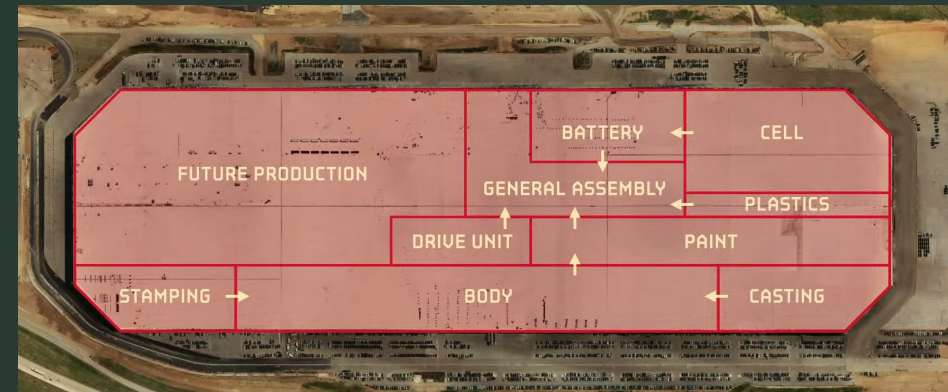 BATTERY
CELL
FUTURE PRODUCTION
GENERAL ASSEMBLY
PLASTICS
DRIVE UNIT
PAINT
STAMPING
BODY
CASTING